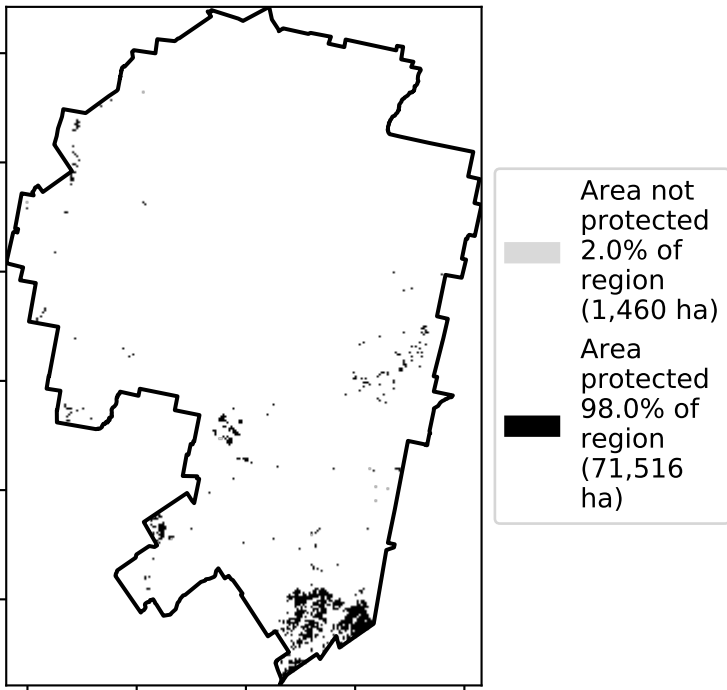 Area not
protected
2.0% of
region
(1,460 ha)
Area
protected
98.0% of
region
(71,516
ha)